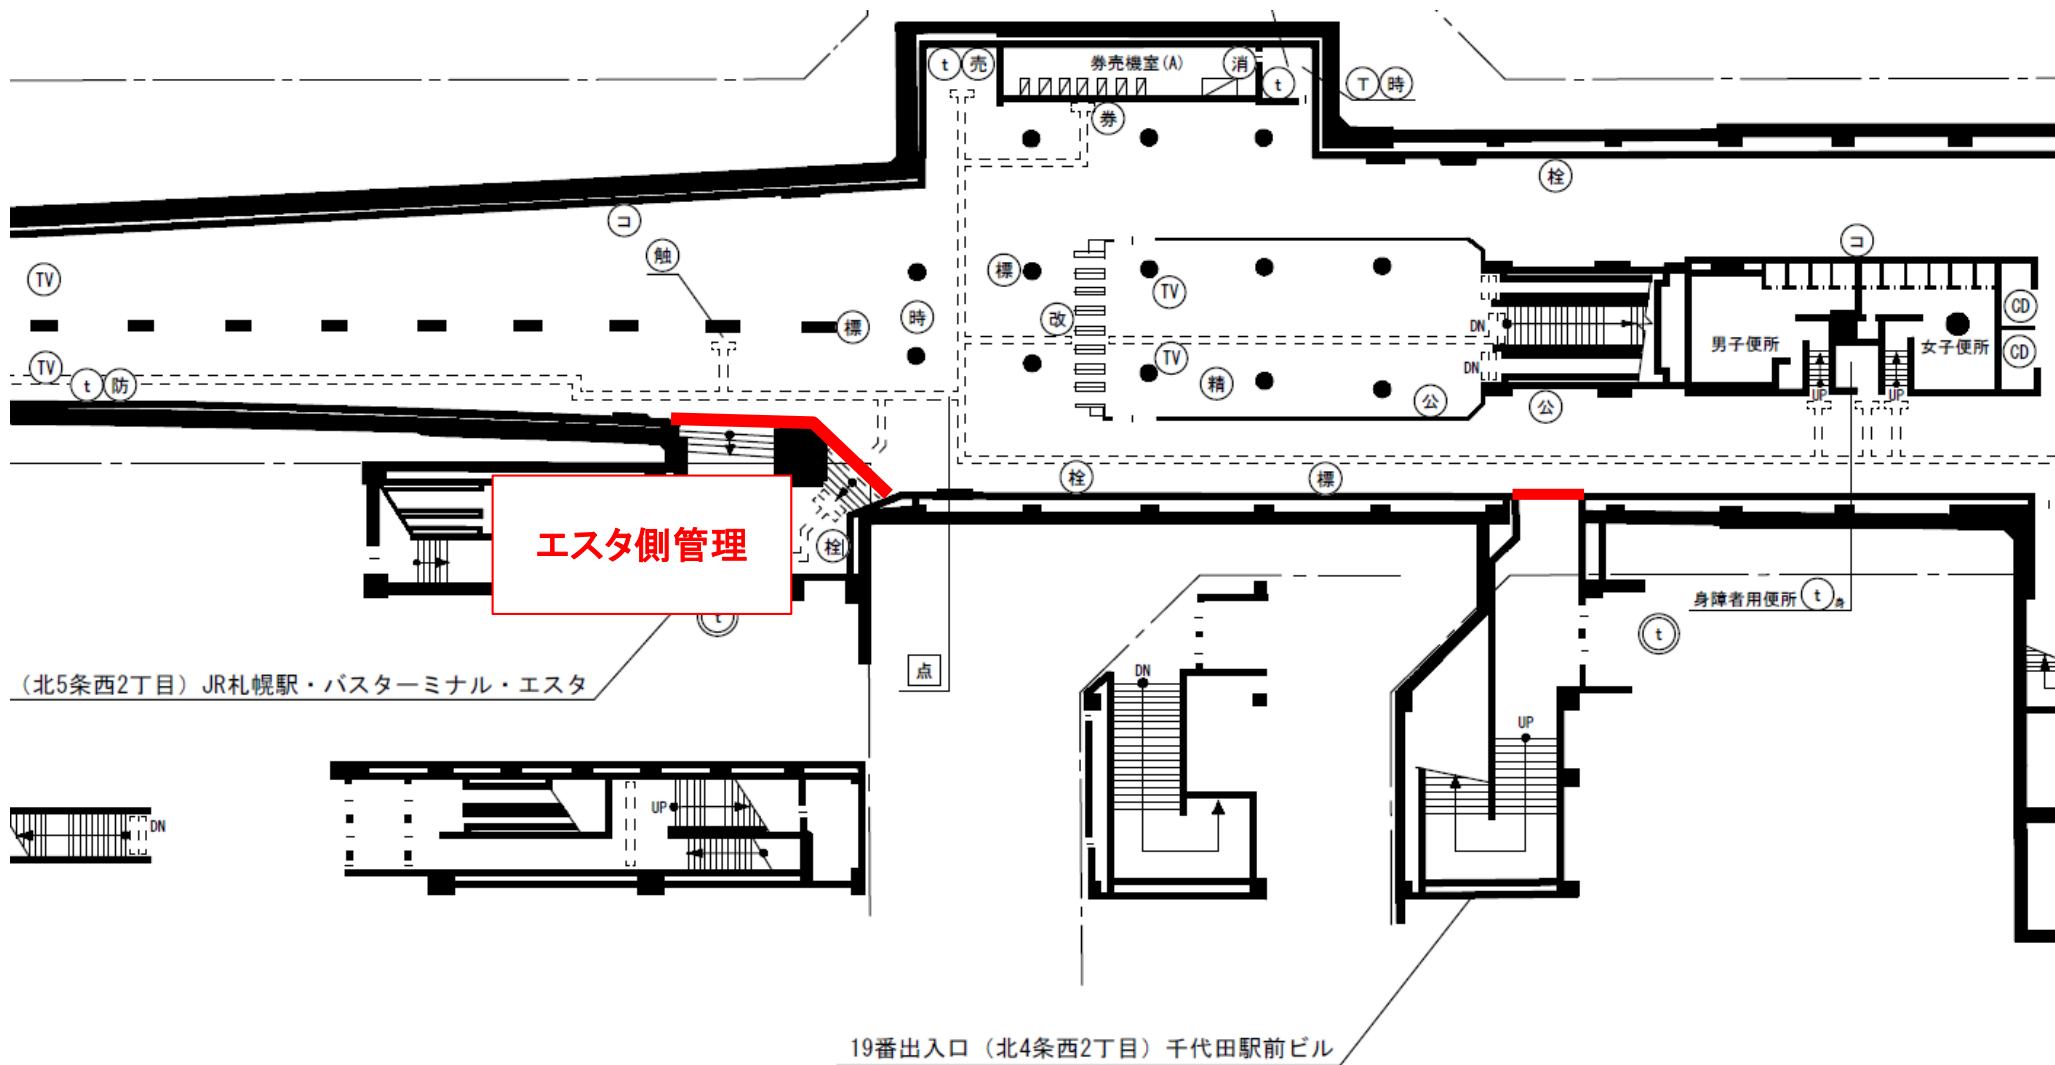 t 売 券売機室(A) 消 t T 時
券
栓
コ
触
コ
TV
標
TV
CD
時 改
標
DN
男子便所 女子便所
TV
TV
CD
DN
t 防
精
公 公
UP UP
栓 標
エスタ側管理
栓
身障者用便所 t 身
t
t
(北5条西2丁目) JR札幌駅・バスターミナル・エスタ
点
DN
UP
UP
DN
19番出入口 (北4条西2丁目) 千代田駅前ビル